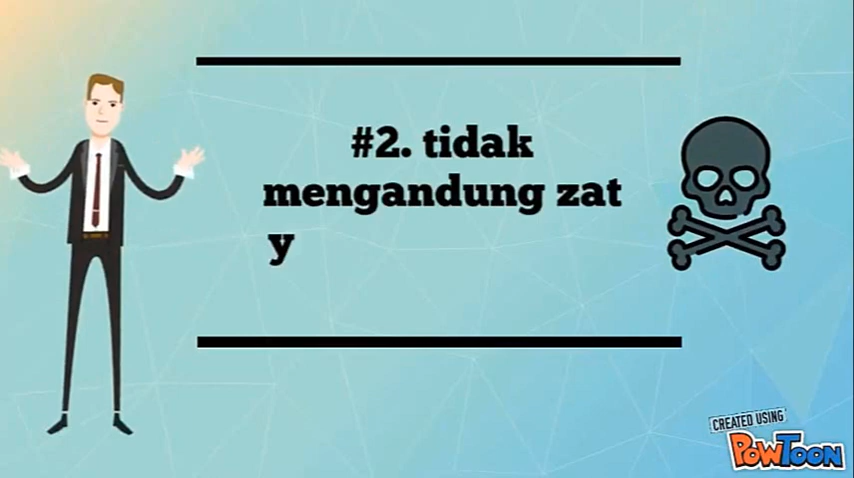 #2. tidak
mengandung zat
y
CREATED USING
POWTOON